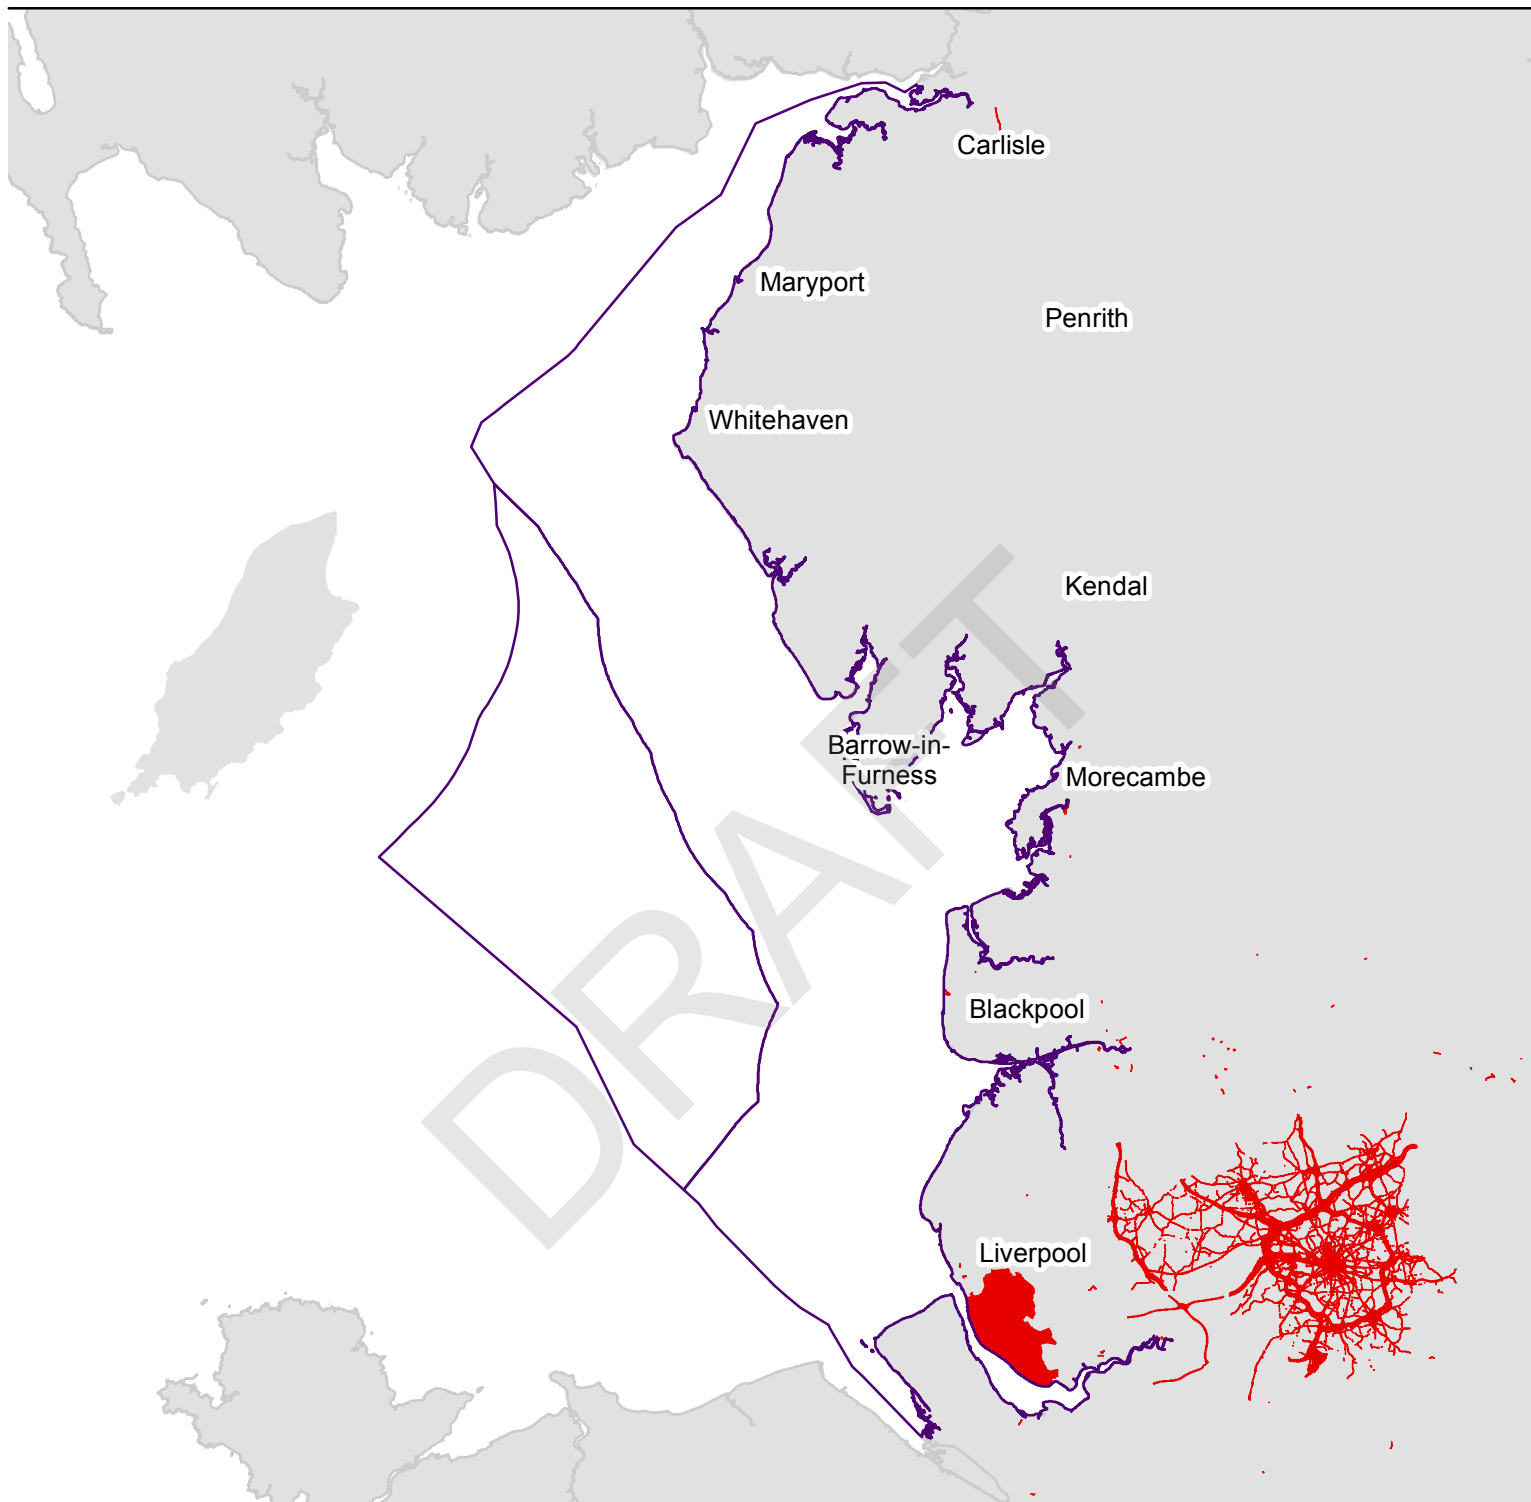 Carlisle
Maryport
Penrith
Whitehaven
Kendal
Barrow-in-
Furness
Morecambe
DRAFT
Blackpool
Liverpool